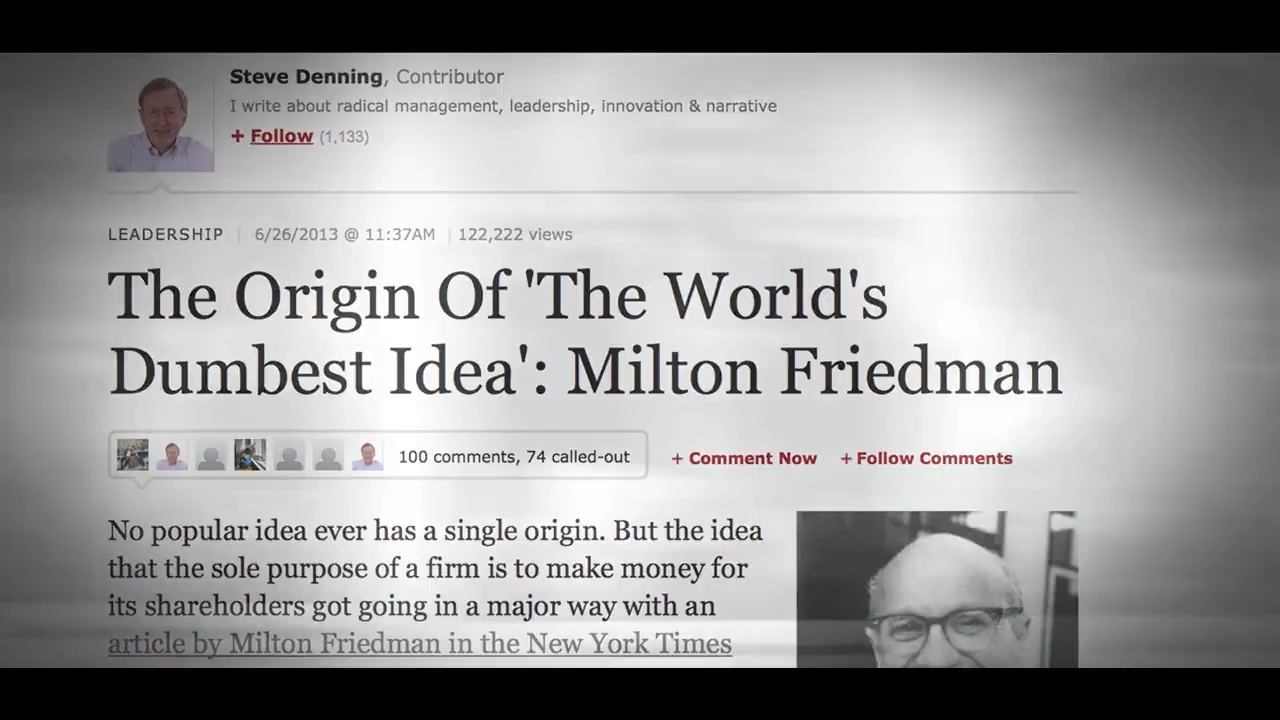 Steve Denning, Contributor
I write about radical management, leadership, innovation & narrative
+ Follow (1,133)
LEADERSHIP | 6/26/2013 @ 11:37AM | 122,222 views
The Origin Of 'The World's
Dumbest Idea': Milton Friedman
100 comments, 74 called-out
+ Comment Now + Follow Comments
No popular idea ever has a single origin. But the idea
that the sole purpose of a firm is to make money for
its shareholders got going in a major way with an
article by Milton Friedman in the New York Times